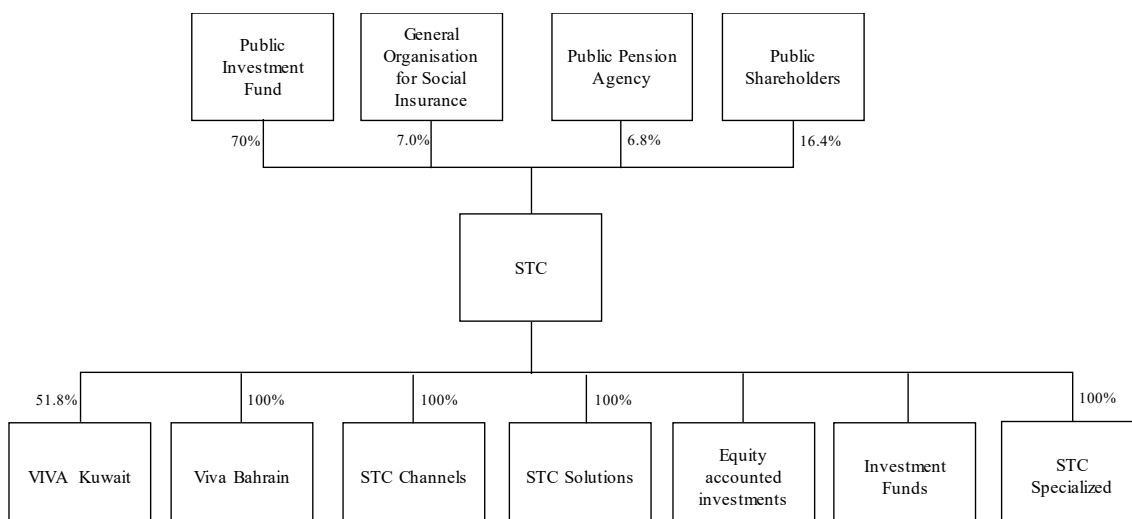 Public
Investment
Fund
General
Organisation
for Social
Insurance
Public Pension
Agency
Public
Shareholders
70%
7.0%
6.8%
16.4%
STC
51.8%
100%
100%
100%
100%
VIVA Kuwait
Viva Bahrain
STC Channels
STC Solutions
Equity
accounted
investments
Investment
Funds
STC
Specialized